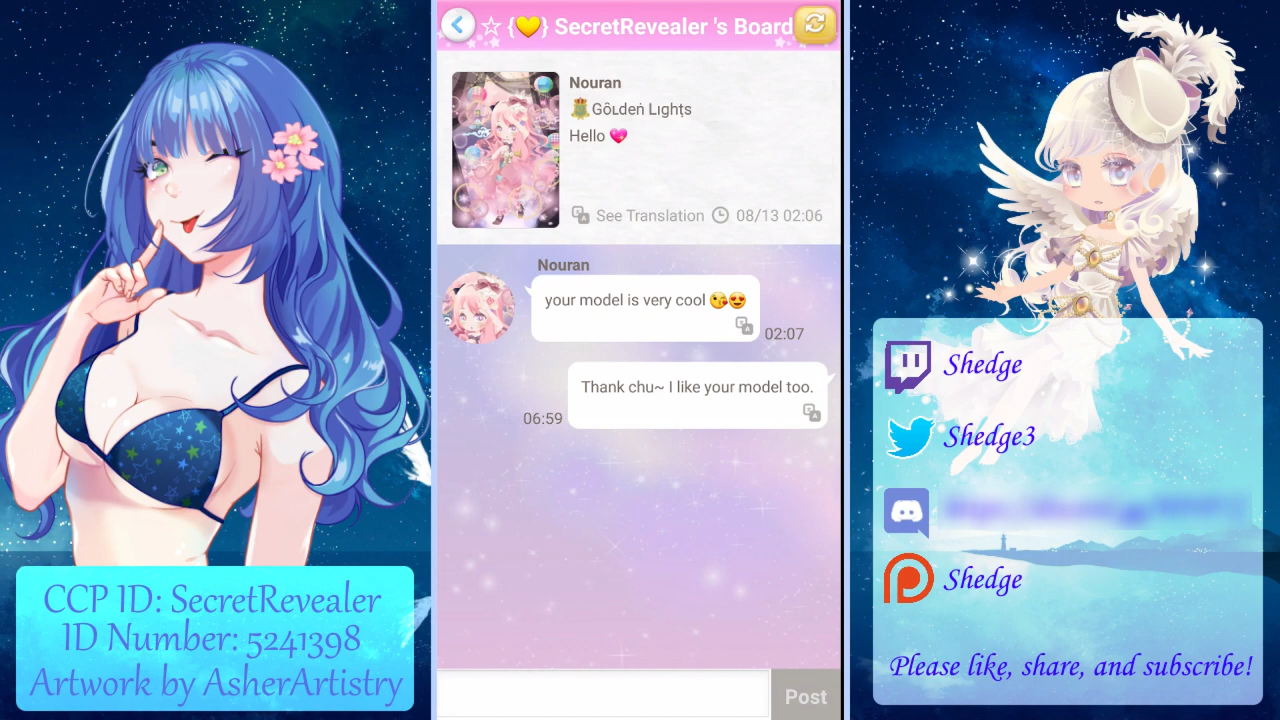 CCP ID: SecretRevealer
ID Number: 5241398
Artwork by AsherArtistry
☆ {💛} SecretRevealer 's Board
Nouran
Gôʟdeṅ Lıghṭs
Hello 💓
See Translation 08/13 02:06
Nouran
your model is very cool 😘😍
02:07
Thank chu~ I like your model too.
06:59
Post
Shedge
Shedge3
Shedge
Please like, share, and subscribe!